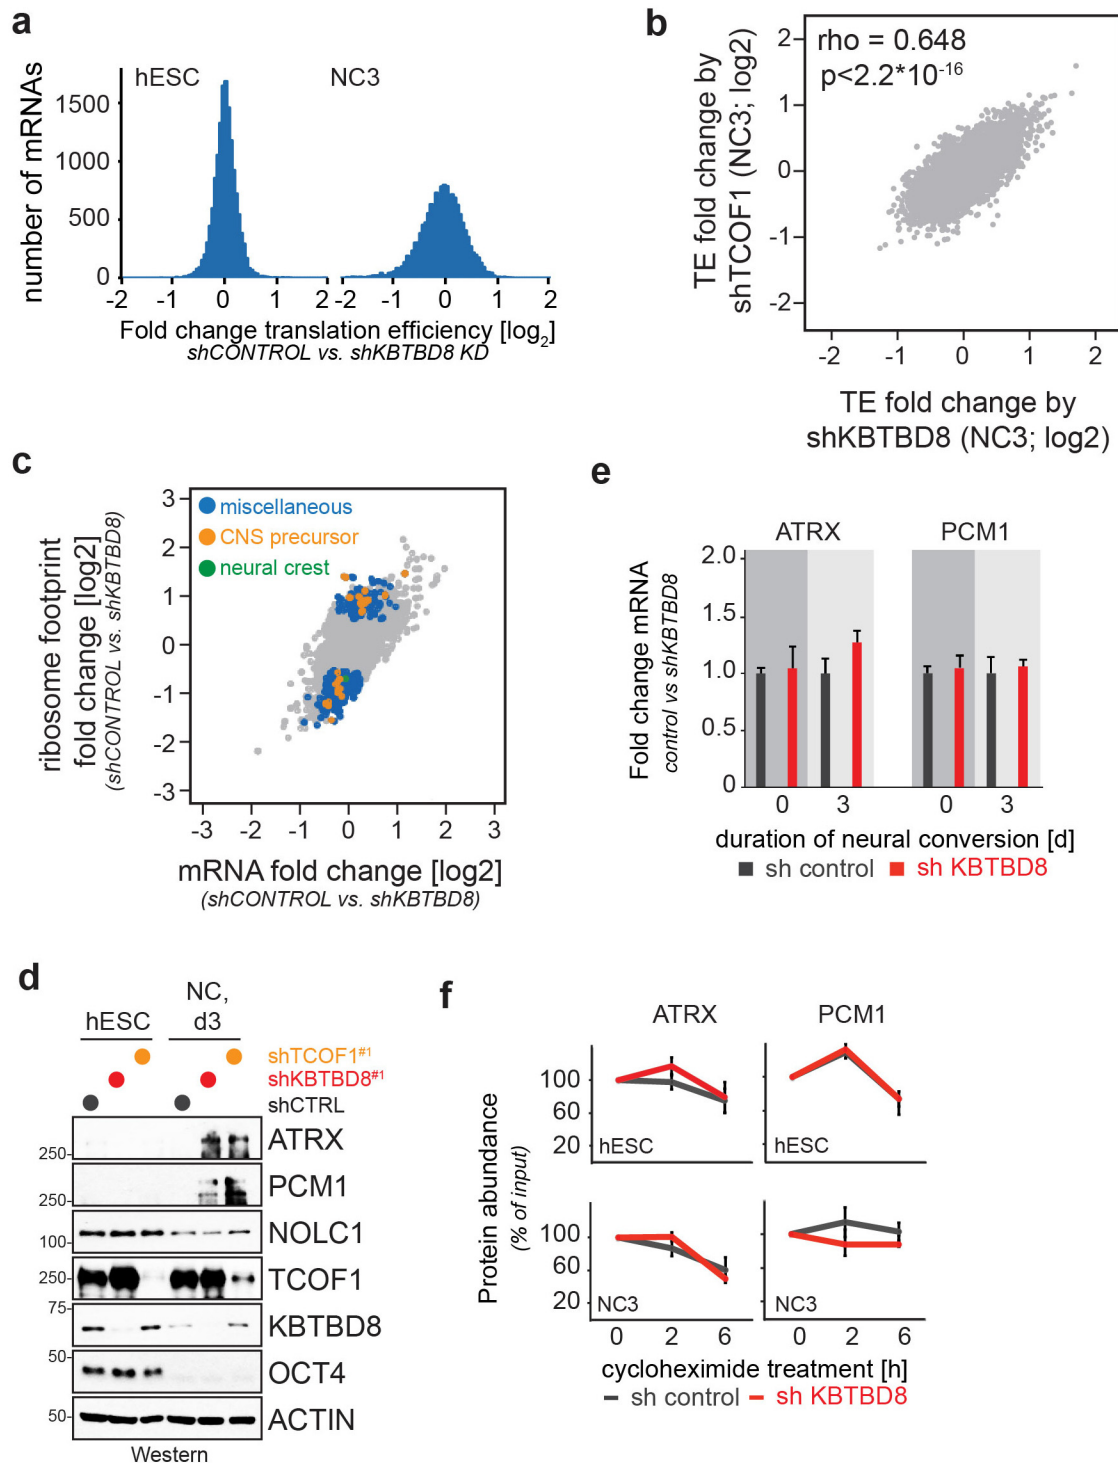 a
number of mRNAs
hESC
NC3
1500
1000
500
0
-2 -1 0 1 2 -2 -1 0 1 2
Fold change translation efficiency [log2]
shCONTROL vs. shKBTBD8 KD
b
TE fold change by
shTCOF1 (NC3; log2)
rho = 0.648
p<2.2*10-16
2
1
0
-1
-2
-2 -1 0 1 2
TE fold change by
shKBTBD8 (NC3; log2)
c
ribosome footprint
fold change [log2]
(shCONTROL vs. shKBTBD8)
miscellaneous
CNS precursor
neural crest
3
2
1
0
-1
-2
-3
-3 -2 -1 0 1 2 3
mRNA fold change [log2]
(shCONTROL vs. shKBTBD8)
e
ATRX PCM1
Fold change mRNA
control vs shKBTBD8
2.0
1.5
1.0
0.5
0
0 3 0 3
duration of neural conversion [d]
sh control sh KBTBD8
d
hESC
NC,
d3
shTCOF1#1
shKBTBD8#1
shCTRL
250- ATRX
250- PCM1
100- NOLC1
250- TCOF1
75-
KBTBD8
50-
OCT4
50- ACTIN
Western
f
ATRX PCM1
Protein abundance
(% of input)
100
60
20
hESC hESC
100
60
20
NC3 NC3
0 2 6 0 2 6
cycloheximide treatment [h]
sh control sh KBTBD8